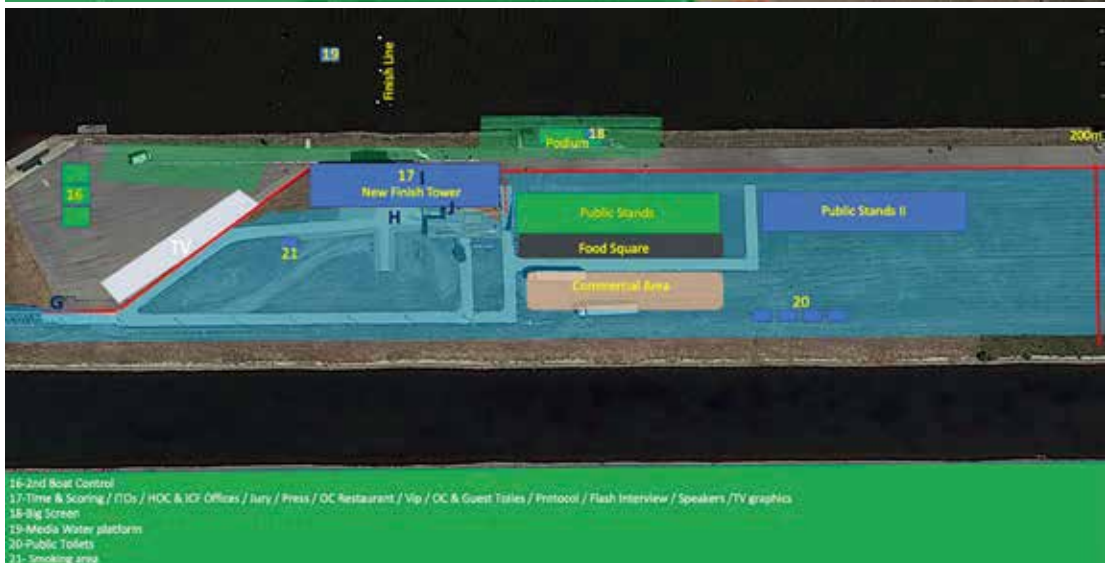 19
Finish Line
18
Podium
200m
16
17
New Finish Tower
I
J
H
Public Stands
Public Stands II
TV
21
Food Square
Commercial Area
G
20
16-2nd Boat Control
17-Time & Scoring / ITOs / HOC & ICF Offices / Jury / Press / OC Restaurant / Vip / OC & Guest Toiles / Protocol / Flash Interview / Speakers /TV graphics
18-Big Screen
19-Media Water platform
20-Public Toilets
21- Smoking area